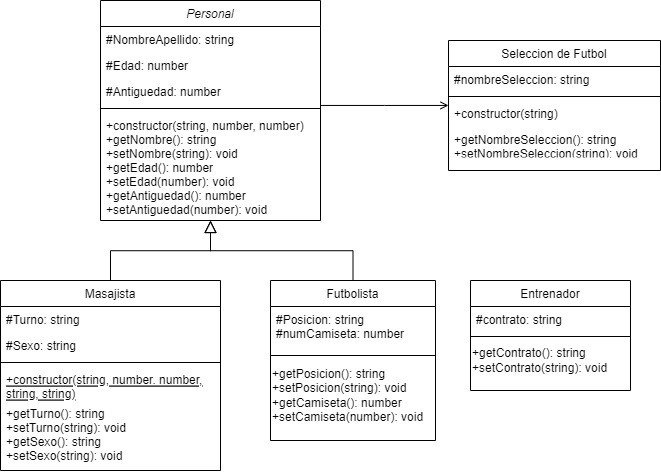 Personal
#NombreApellido: string
#Edad: number
#Antiguedad: number
+constructor(string, number, number)
+getNombre(): string
+setNombre(string): void
+getEdad(): number
+setEdad(number): void
+getAntiguedad(): number
+setAntiguedad(number): void
Seleccion de Futbol
#nombreSeleccion: string
+constructor(string)
+getNombreSeleccion(): string
+setNombreSeleccion(string): void
Masajista
#Turno: string
#Sexo: string
+constructor(string, number. number,
string, string)
+getTurno(): string
+setTurno(string): void
+getSexo(): string
+setSexo(string): void
Futbolista
#Posicion: string
#numCamiseta: number
+getPosicion(): string
+setPosicion(string): void
+getCamiseta(): number
+setCamiseta(number): void
Entrenador
#contrato: string
+getContrato(): string
+setContrato(string): void